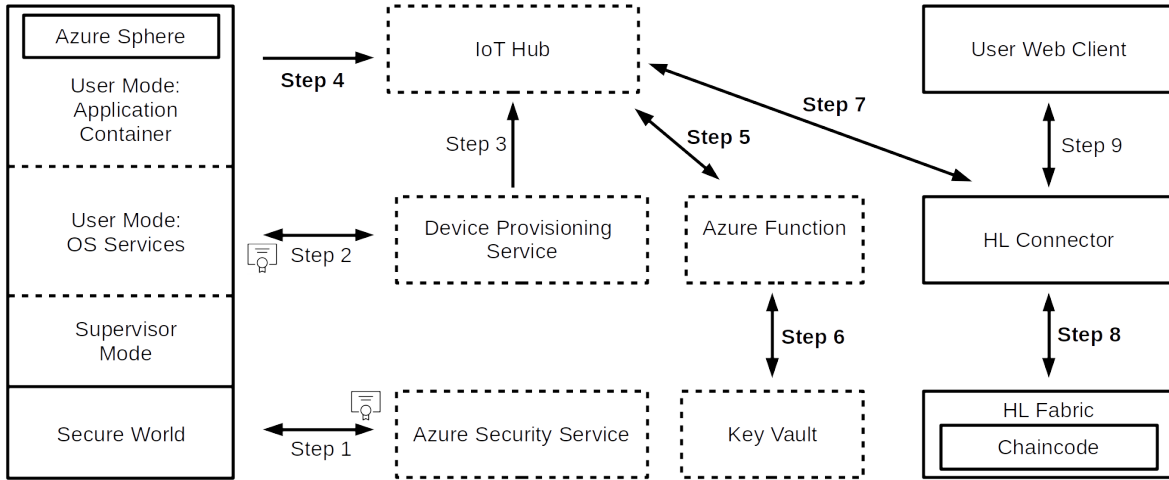 Azure Sphere
User Mode:
Application
Container
User Mode:
OS Services
Supervisor
Mode
Secure World
Step 4
IoT Hub
Step 3
Step 5
Step 7
User Web Client
Step 9
Step 2
Device Provisioning
Service
Azure Function
HL Connector
Step 6
Step 8
Step 1
Azure Security Service
Key Vault
HL Fabric
Chaincode